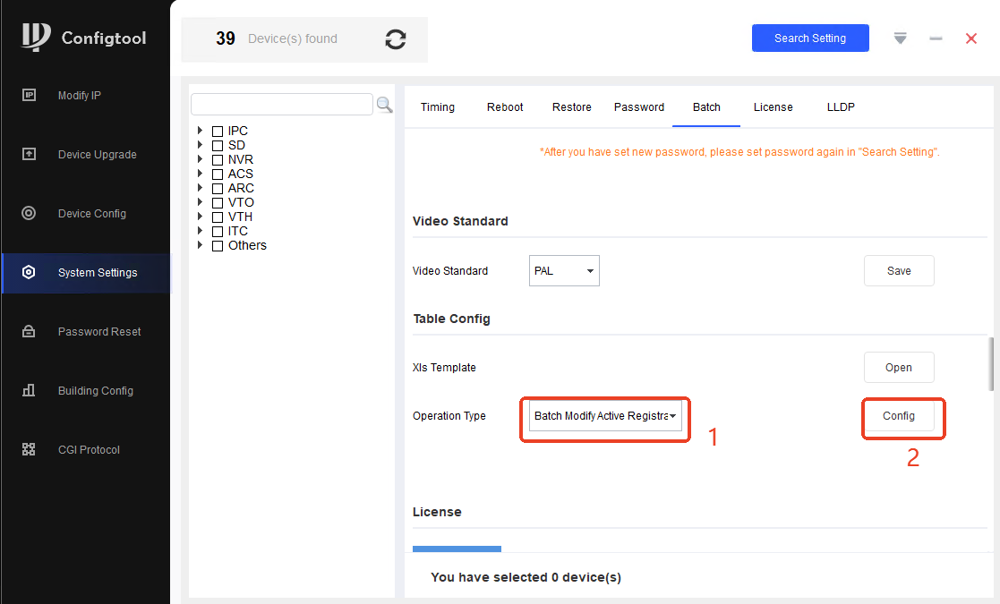 Configtool
39 Device(s) found
Search Setting
IP
Modify IP
Device Upgrade
Device Config
System Settings
Password Reset
Building Config
CGI Protocol
IPC
SD
NVR
ACS
ARC
VTO
VTH
ITC
Others
Timing Reboot Restore Password Batch License LLDP
*After you have set new password, please set password again in "Search Setting".
Video Standard
Video Standard PAL Save
Table Config
Xls Template Open
Operation Type Batch Modify Active Registra Config
1
2
License
You have selected 0 device(s)